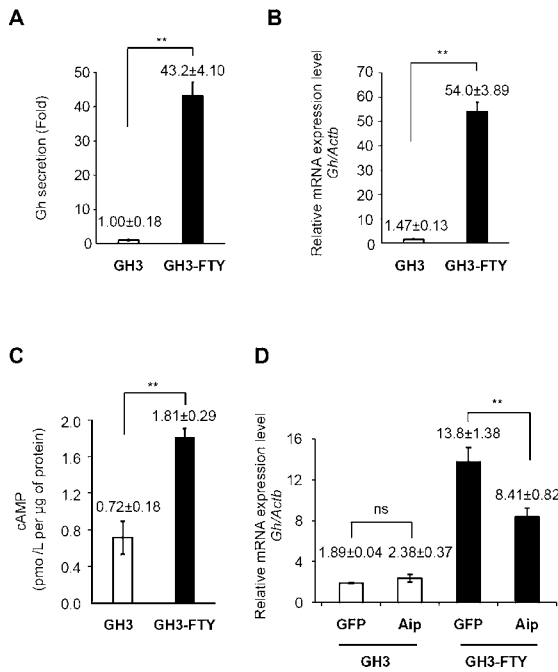 A
**
43.2±4.10
Gh secretion (Fold)
50
40
30
20
10
0
1.00±0.18
GH3 GH3-FTY
B
**
54.0±3.89
Relative mRNA expression level
Gh/Actb
70
60
50
40
30
20
10
0
1.47±0.13
GH3 GH3-FTY
C
**
1.81±0.29
cAMP
(pmo /L per µg of protein)
2.0
1.6
1.2
0.8
0.4
0.0
0.72±0.18
GH3 GH3-FTY
D
**
13.8±1.38
8.41±0.82
ns
1.89±0.04 2.38±0.37
Relative mRNA expression level
Gh/Actb
16
12
8
4
0
GFP Aip GFP Aip
GH3 GH3-FTY